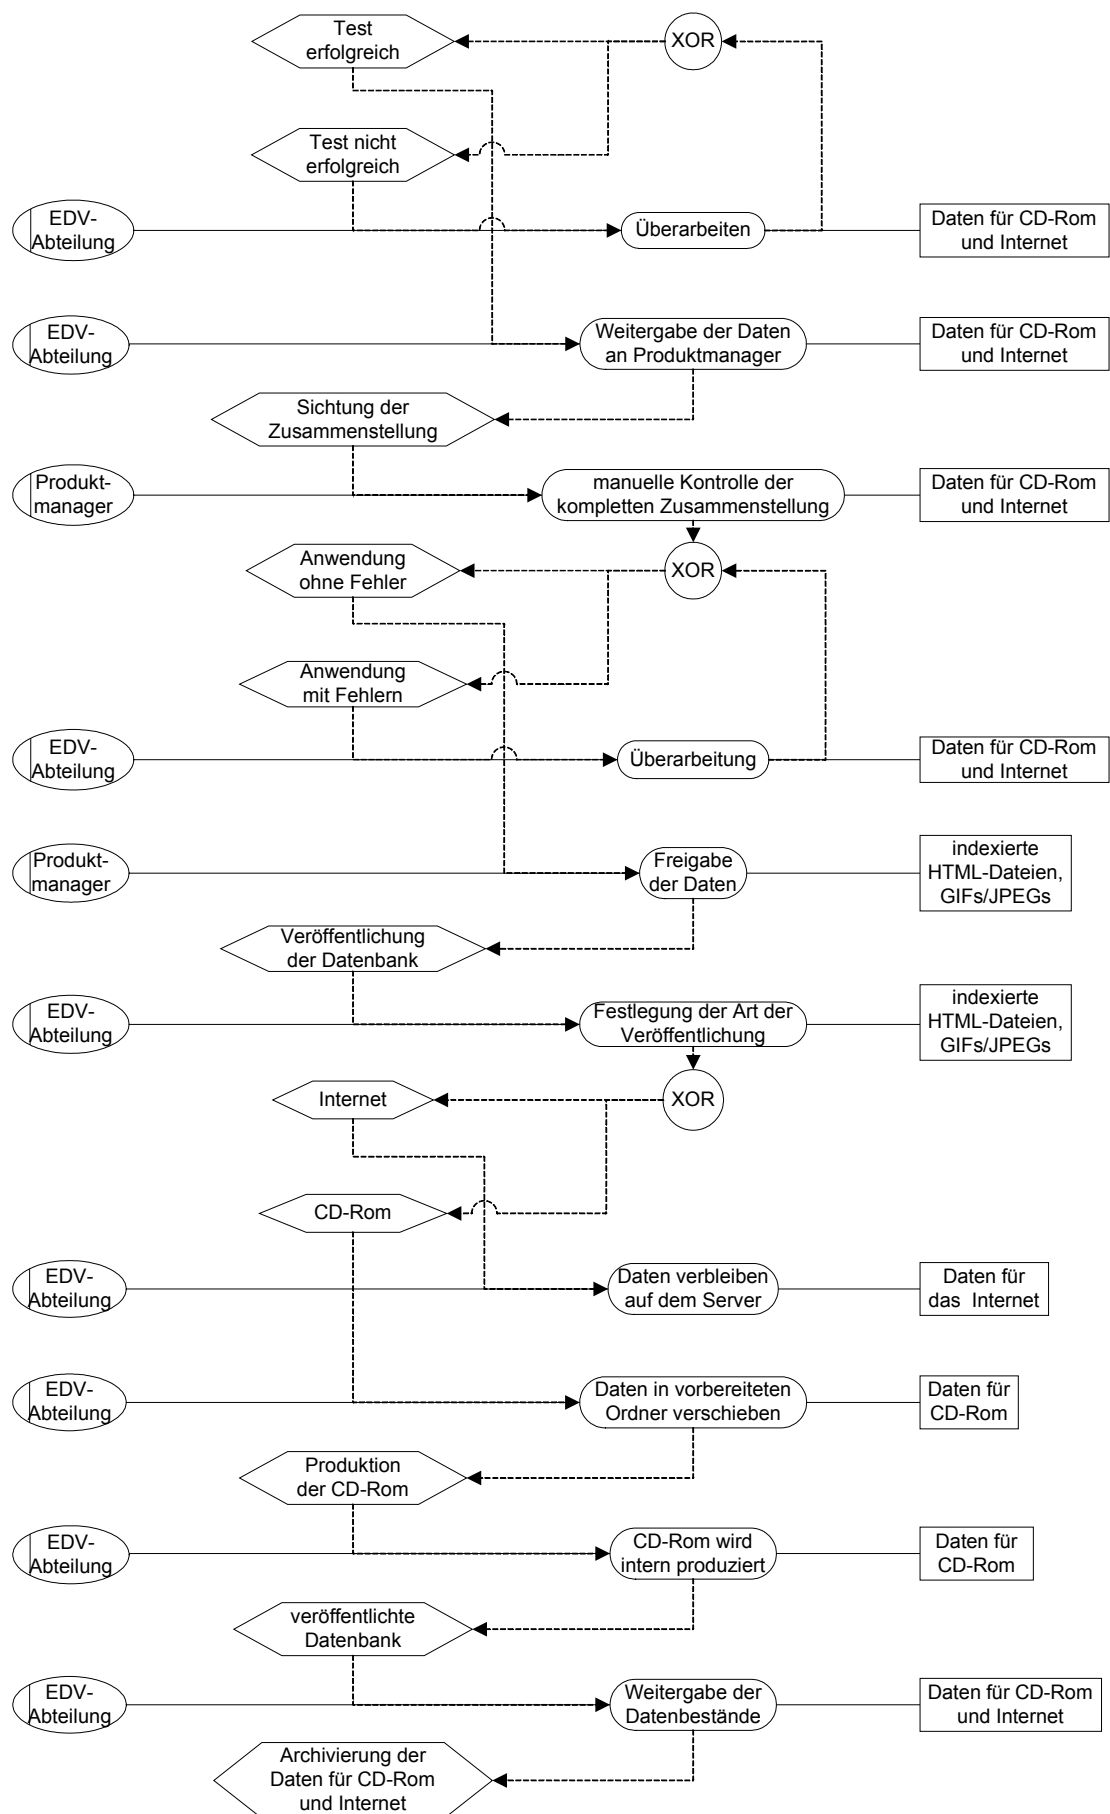 Test
erfolgreich
XOR
Test nicht
erfolgreich
EDV-
Abteilung
Überarbeiten
Daten für CD-Rom
und Internet
EDV-
Abteilung
Weitergabe der Daten
an Produktmanager
Daten für CD-Rom
und Internet
Sichtung der
Zusammenstellung
Produkt-
manager
manuelle Kontrolle der
kompletten Zusammenstellung
Daten für CD-Rom
und Internet
Anwendung
ohne Fehler
XOR
Anwendung
mit Fehlern
EDV-
Abteilung
Überarbeitung
Daten für CD-Rom
und Internet
Produkt-
manager
Freigabe
der Daten
indexierte
HTML-Dateien,
GIFs/JPEGs
Veröffentlichung
der Datenbank
EDV-
Abteilung
Festlegung der Art der
Veröffentlichung
indexierte
HTML-Dateien,
GIFs/JPEGs
Internet
XOR
CD-Rom
EDV-
Abteilung
Daten verbleiben
auf dem Server
Daten für
das Internet
EDV-
Abteilung
Daten in vorbereiteten
Ordner verschieben
Daten für
CD-Rom
Produktion
der CD-Rom
EDV-
Abteilung
CD-Rom wird
intern produziert
Daten für
CD-Rom
veröffentlichte
Datenbank
EDV-
Abteilung
Weitergabe der
Datenbestände
Daten für CD-Rom
und Internet
Archivierung der
Daten für CD-Rom
und Internet